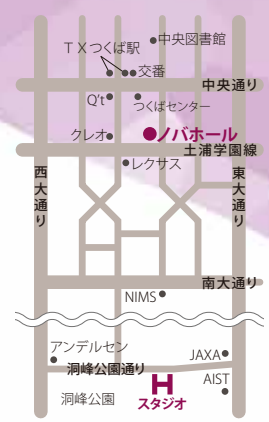 中央図書館
TXつくば駅
交番
中央通り
Q't
つくばセンター
クレオ
ノバホール
土浦学園線
レクサス
西大通り
東大通り
南大通り
NIMS
アンデルセン
JAXA
洞峰公園通り
AIST
洞峰公園
H
スタジオ